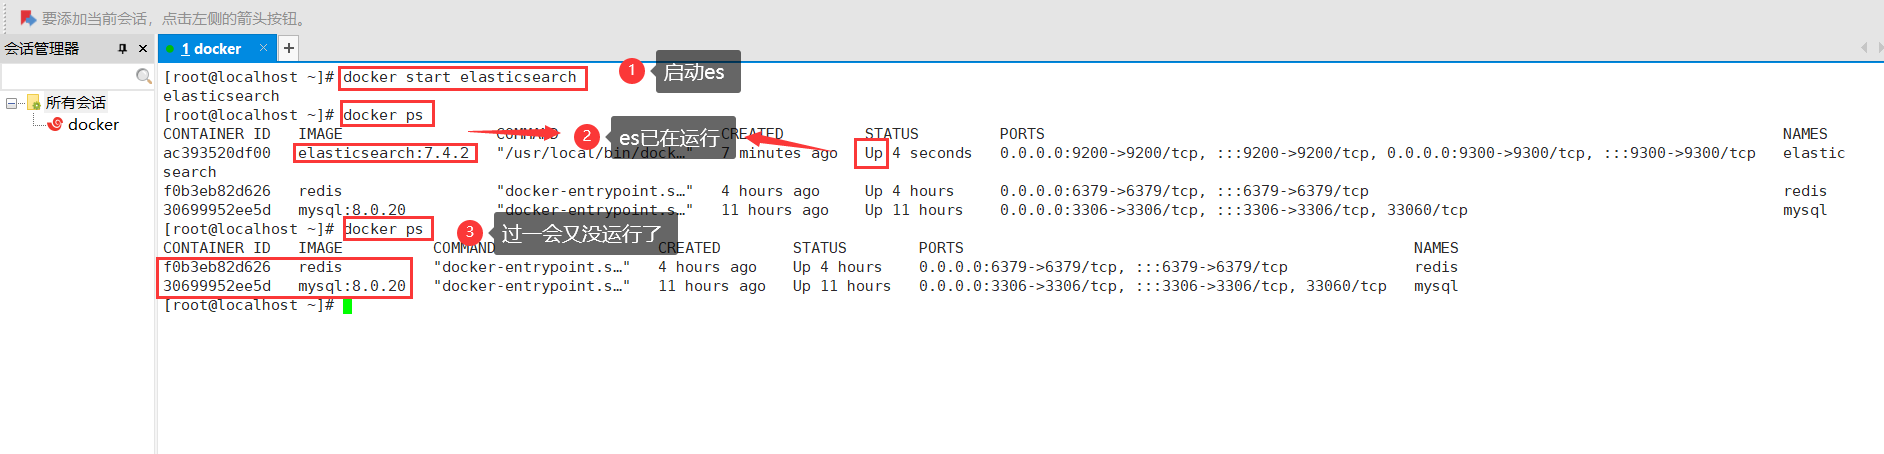 要添加当前会话，点击左侧的箭头按钮。
会话管理器
1 docker
所有会话
docker
[root@localhost ~]# docker start elasticsearch
1 启动es
elasticsearch
[root@localhost ~]# docker ps
CONTAINER ID IMAGE COMMAND CREATED STATUS PORTS NAMES
2 es已在运行
ac393520df00 elasticsearch:7.4.2 "/usr/local/bin/dock…" 7 minutes ago Up 4 seconds 0.0.0.0:9200->9200/tcp, :::9200->9200/tcp, 0.0.0.0:9300->9300/tcp, :::9300->9300/tcp elastic
search
f0b3eb82d626 redis "docker-entrypoint.s…" 4 hours ago Up 4 hours 0.0.0.0:6379->6379/tcp, :::6379->6379/tcp redis
30699952ee5d mysql:8.0.20 "docker-entrypoint.s…" 11 hours ago Up 11 hours 0.0.0.0:3306->3306/tcp, :::3306->3306/tcp, 33060/tcp mysql
[root@localhost ~]# docker ps
3 过一会又没运行了
CONTAINER ID IMAGE COMMAND CREATED STATUS PORTS NAMES
f0b3eb82d626 redis "docker-entrypoint.s…" 4 hours ago Up 4 hours 0.0.0.0:6379->6379/tcp, :::6379->6379/tcp redis
30699952ee5d mysql:8.0.20 "docker-entrypoint.s…" 11 hours ago Up 11 hours 0.0.0.0:3306->3306/tcp, :::3306->3306/tcp, 33060/tcp mysql
[root@localhost ~]#